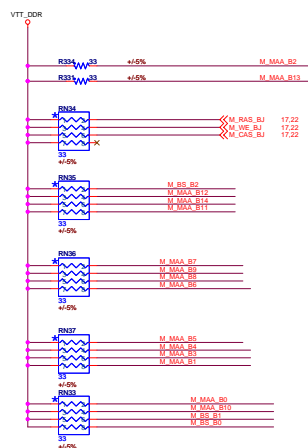 VTT_DDR
R334 33 +/-5% M_MAA_B2
R331 33 +/-5% M_MAA_B13
RN34
* M_RAS_BJ 17,22
M_WE_BJ 17,22
M_CAS_BJ 17,22
33
+/-5%
RN35
* M_BS_B2
M_MAA_B12
M_MAA_B14
M_MAA_B11
33
+/-5%
RN36
* M_MAA_B7
M_MAA_B9
M_MAA_B8
M_MAA_B6
33
+/-5%
RN37
* M_MAA_B5
M_MAA_B4
M_MAA_B3
M_MAA_B1
33
+/-5%
RN33
* M_MAA_B0
M_MAA_B10
M_BS_B1
M_BS_B0
33
+/-5%